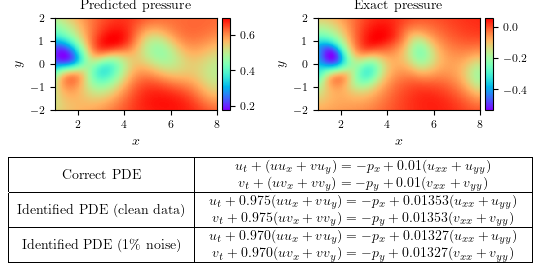 Predicted pressure
Exact pressure
2
1
0
−1
−2
y
2
4
6
8
x
0.6
0.4
0.2
2
1
0
−1
−2
y
2
4
6
8
x
0.0
−0.2
−0.4
Correct PDE
u_t + (uu_x + vu_y) = −p_x + 0.01(u_xx + u_yy)
v_t + (uv_x + vv_y) = −p_y + 0.01(v_xx + v_yy)
Identified PDE (clean data)
u_t + 0.975(uu_x + vu_y) = −p_x + 0.01353(u_xx + u_yy)
v_t + 0.975(uv_x + vv_y) = −p_y + 0.01353(v_xx + v_yy)
Identified PDE (1% noise)
u_t + 0.970(uu_x + vu_y) = −p_x + 0.01327(u_xx + u_yy)
v_t + 0.970(uv_x + vv_y) = −p_y + 0.01327(v_xx + v_yy)